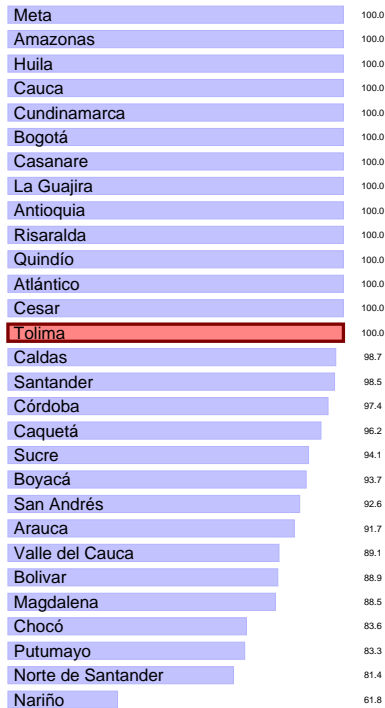 Meta 100.0
Amazonas 100.0
Huila 100.0
Cauca 100.0
Cundinamarca 100.0
Bogotá 100.0
Casanare 100.0
La Guajira 100.0
Antioquia 100.0
Risaralda 100.0
Quindío 100.0
Atlántico 100.0
Cesar 100.0
Tolima 100.0
Caldas 98.7
Santander 98.5
Córdoba 97.4
Caquetá 96.2
Sucre 94.1
Boyacá 93.7
San Andrés 92.6
Arauca 91.7
Valle del Cauca 89.1
Bolivar 88.9
Magdalena 88.5
Chocó 83.6
Putumayo 83.3
Norte de Santander 81.4
Nariño 61.8